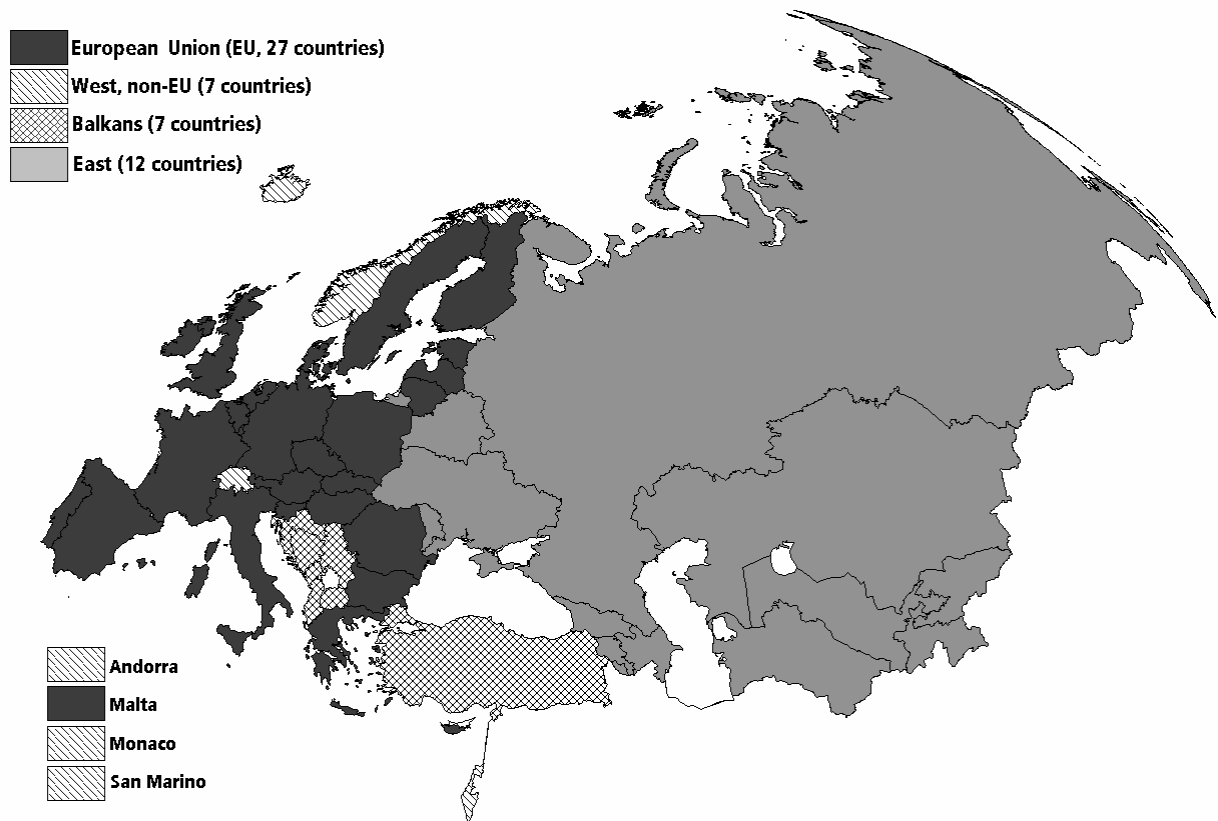 European Union (EU, 27 countries)
West, non-EU (7 countries)
Balkans (7 countries)
East (12 countries)
Andorra
Malta
Monaco
San Marino